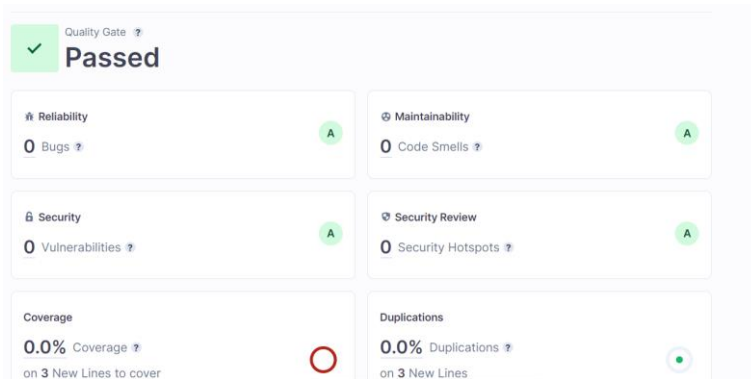 Quality Gate ?
Passed
Reliability
A
0 Bugs ?
Maintainability
A
0 Code Smells ?
Security
A
0 Vulnerabilities ?
Security Review
A
0 Security Hotspots ?
Coverage
0.0% Coverage ?
on 3 New Lines to cover
Duplications
0.0% Duplications ?
on 3 New Lines